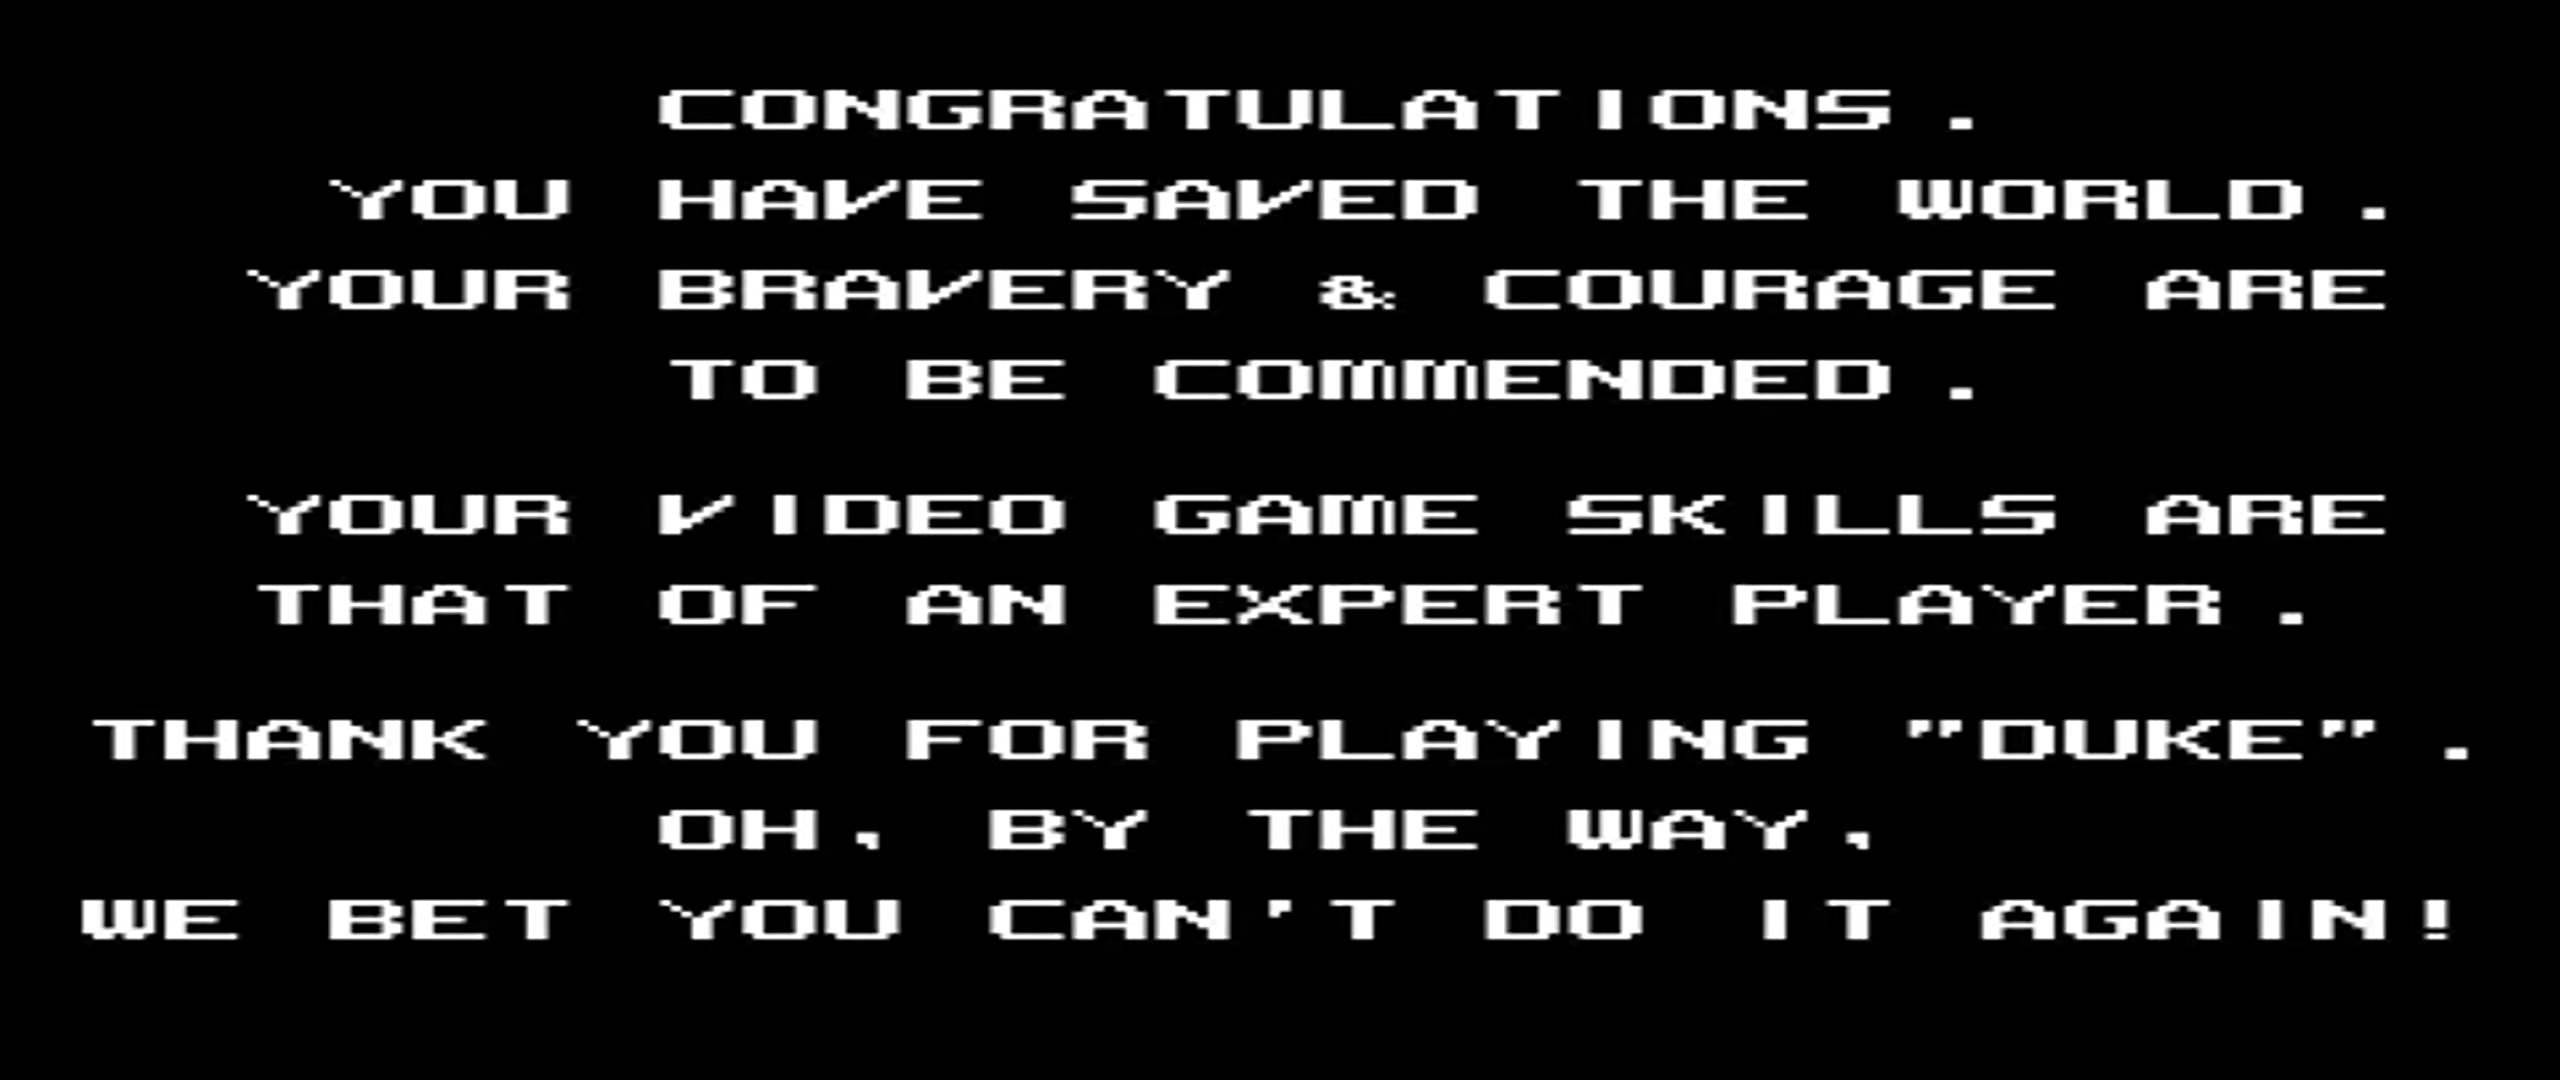 CONGRATULATIONS.
YOU HAVE SAVED THE WORLD.
YOUR BRAVERY & COURAGE ARE
TO BE COMMENDED.
YOUR VIDEO GAME SKILLS ARE
THAT OF AN EXPERT PLAYER.
THANK YOU FOR PLAYING "DUKE".
OH, BY THE WAY,
WE BET YOU CAN'T DO IT AGAIN!